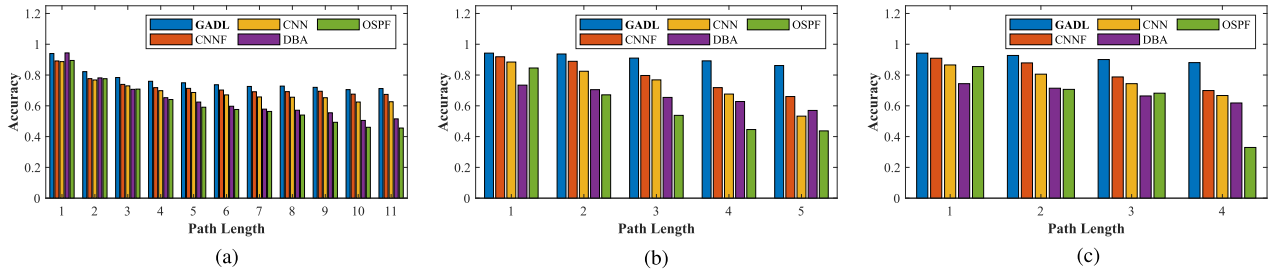 1.2
1
0.8
0.6
0.4
0.2
0
Accuracy
GADL CNN OSPF
CNNF DBA
1 2 3 4 5 6 7 8 9 10 11
Path Length
(a)
1.2
1
0.8
0.6
0.4
0.2
0
Accuracy
GADL CNN OSPF
CNNF DBA
1 2 3 4 5
Path Length
(b)
1.2
1
0.8
0.6
0.4
0.2
0
Accuracy
GADL CNN OSPF
CNNF DBA
1 2 3 4
Path Length
(c)